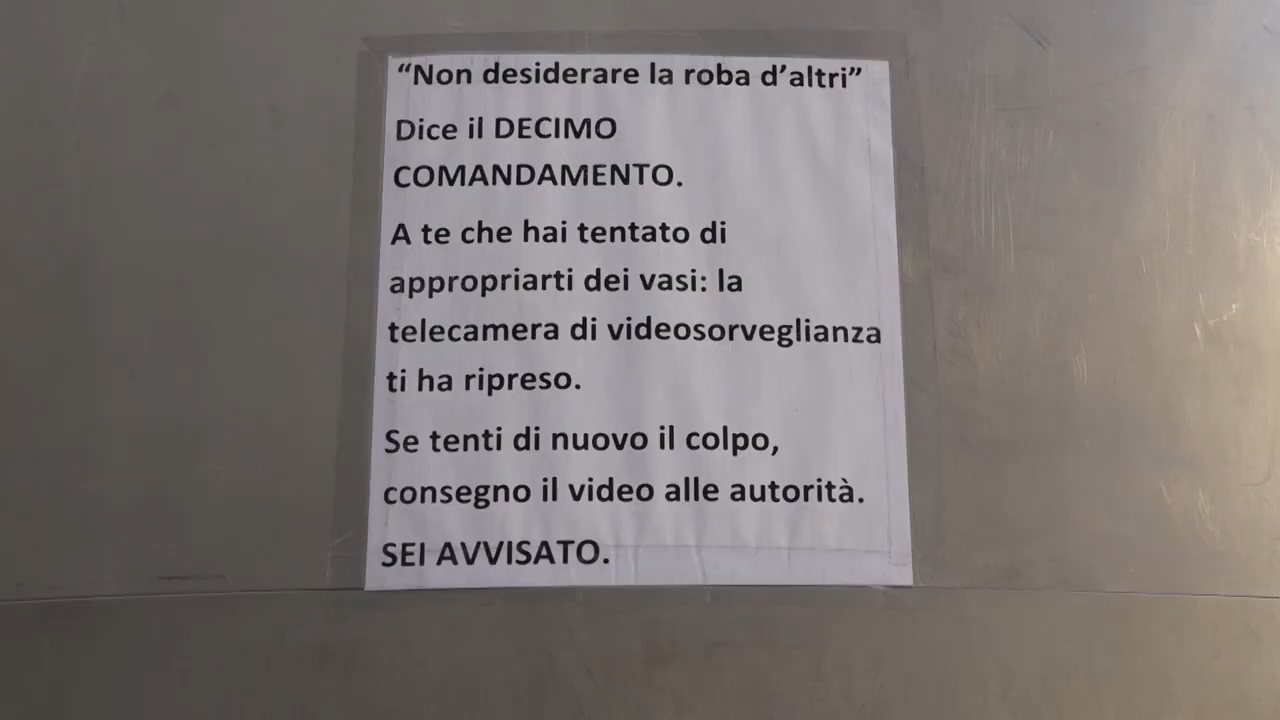 “Non desiderare la roba d’altri”
Dice il DECIMO
COMANDAMENTO.
A te che hai tentato di
appropriarti dei vasi: la
telecamera di videosorveglianza
ti ha ripreso.
Se tenti di nuovo il colpo,
consegno il video alle autorità.
SEI AVVISATO.